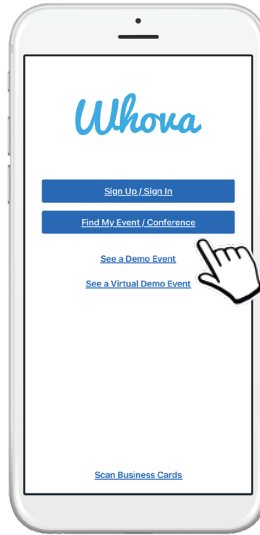 Whova
Sign Up / Sign In
Find My Event / Conference
See a Demo Event
See a Virtual Demo Event
Scan Business Cards